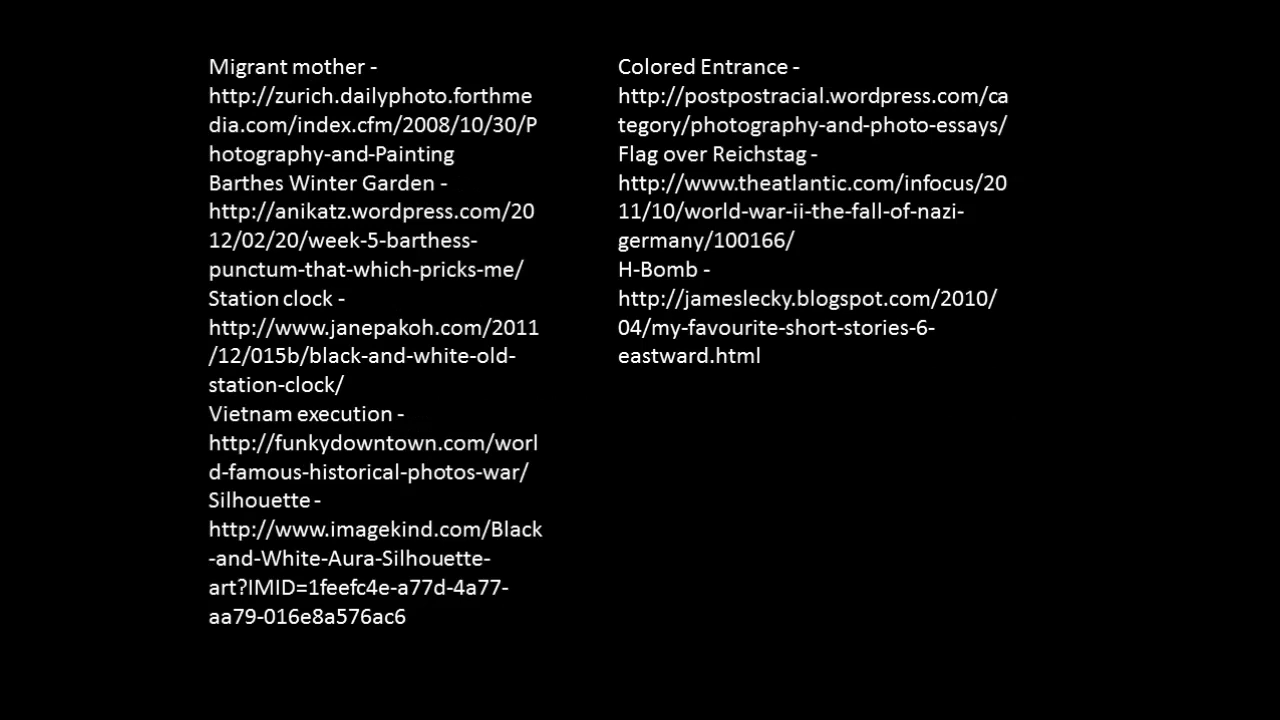 Migrant mother -
http://zurich.dailyphoto.forthme
dia.com/index.cfm/2008/10/30/P
hotography-and-Painting
Barthes Winter Garden -
http://anikatz.wordpress.com/20
12/02/20/week-5-barthess-
punctum-that-which-pricks-me/
Station clock -
http://www.janepakoh.com/2011
/12/015b/black-and-white-old-
station-clock/
Vietnam execution -
http://funkydowntown.com/worl
d-famous-historical-photos-war/
Silhouette -
http://www.imagekind.com/Black
-and-White-Aura-Silhouette-
art?IMID=1feefc4e-a77d-4a77-
aa79-016e8a576ac6
Colored Entrance -
http://postpostracial.wordpress.com/ca
tegory/photography-and-photo-essays/
Flag over Reichstag -
http://www.theatlantic.com/infocus/20
11/10/world-war-ii-the-fall-of-nazi-
germany/100166/
H-Bomb -
http://jameslecky.blogspot.com/2010/
04/my-favourite-short-stories-6-
eastward.html